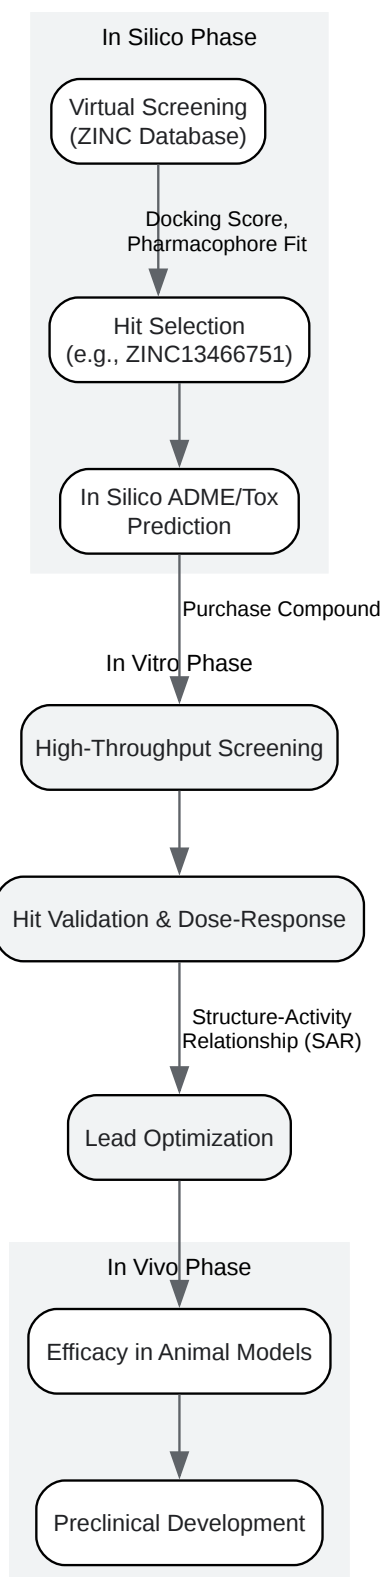 In Silico Phase
Virtual Screening
(ZINC Database)
Docking Score,
Pharmacophore Fit
Hit Selection
(e.g., ZINC13466751)
In Silico ADME/Tox
Prediction
Purchase Compound
In Vitro Phase
High-Throughput Screening
Hit Validation & Dose-Response
Structure-Activity
Relationship (SAR)
Lead Optimization
In Vivo Phase
Efficacy in Animal Models
Preclinical Development